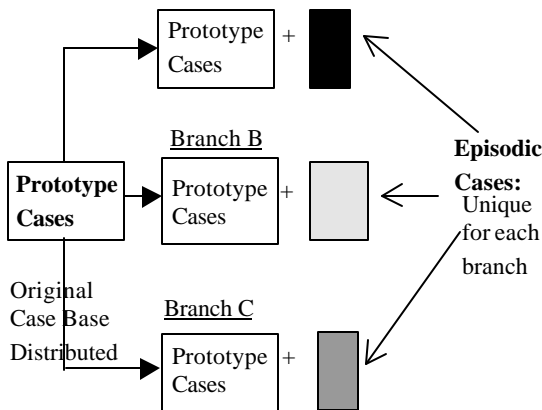 Prototype
Cases
+
Branch B
Prototype
Cases
Prototype
Cases
+
Episodic
Cases:
Unique
for each
branch
Original
Case Base
Distributed
Branch C
Prototype
Cases
+